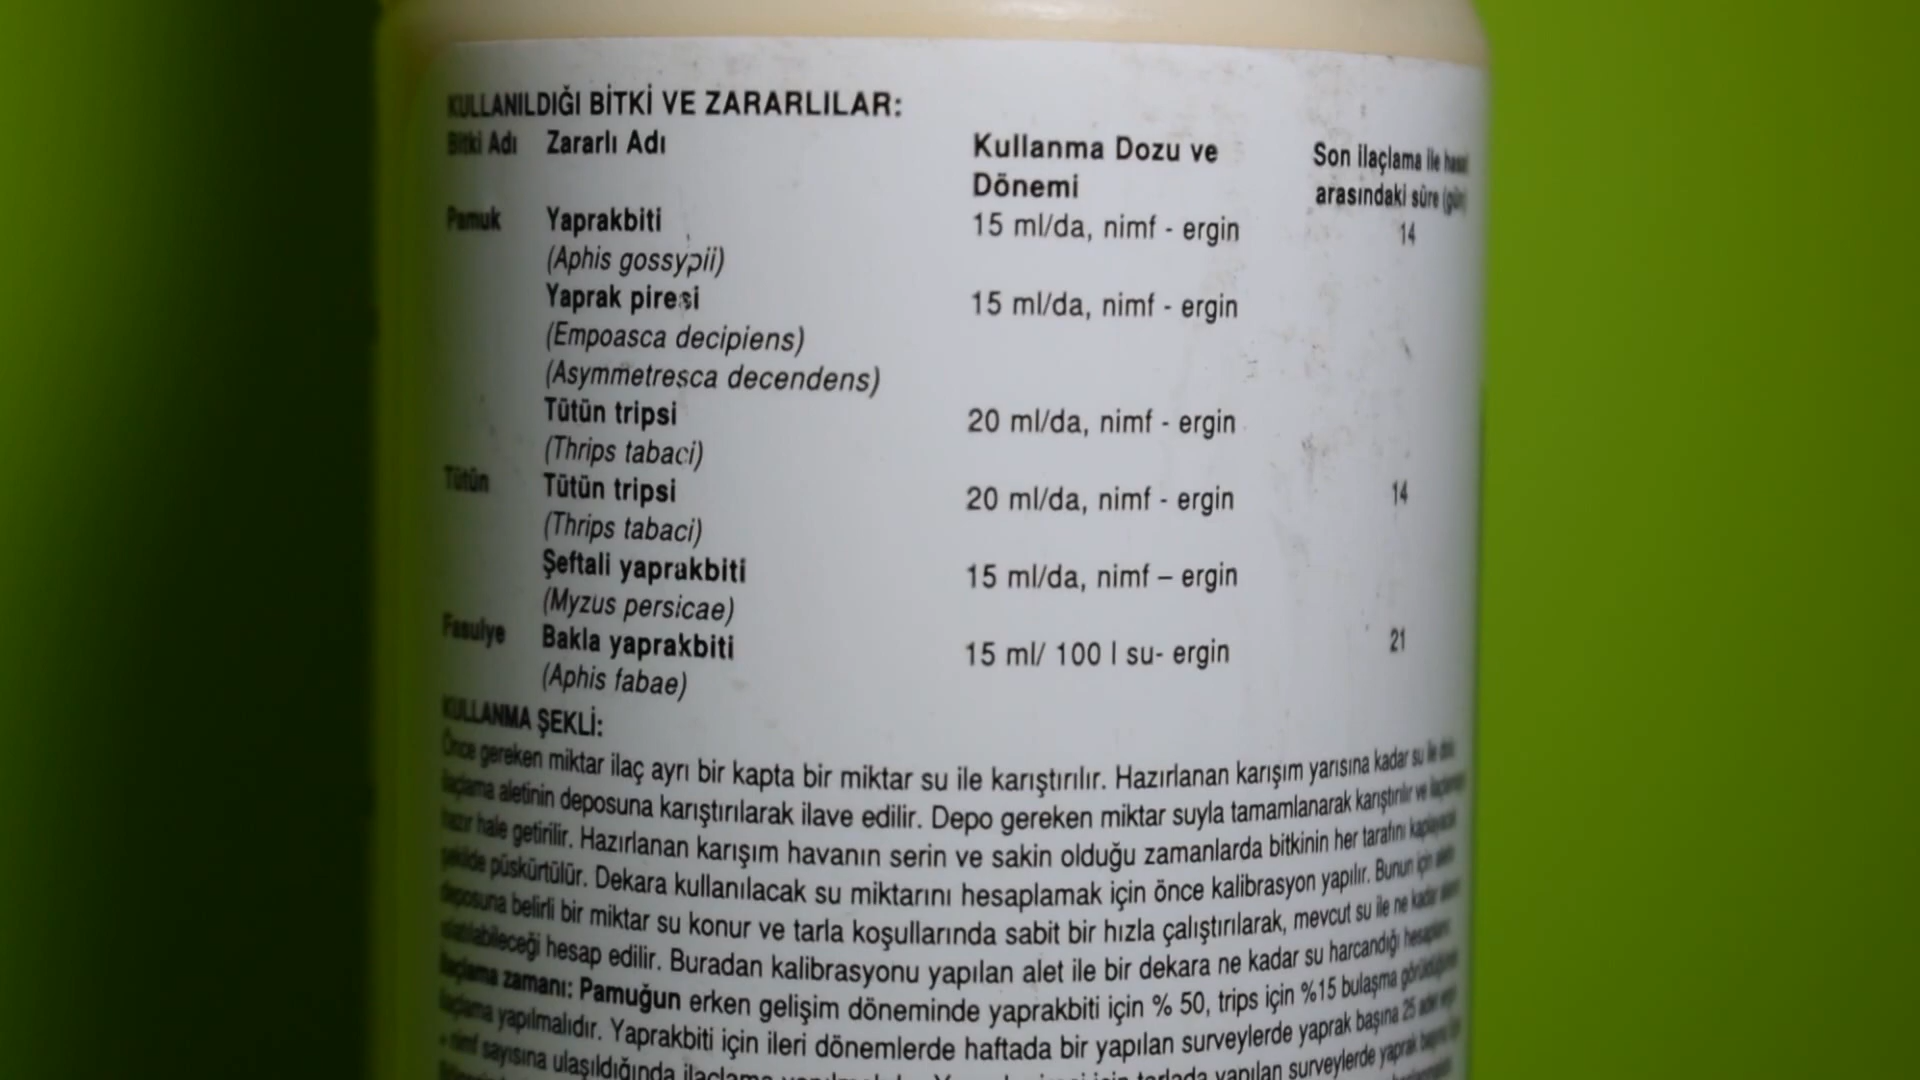 KULLANILDIĞI BİTKİ VE ZARARLILAR:
Bitki Adı Zararlı Adı Kullanma Dozu ve Dönemi Son ilaçlama ile hasat arasındaki süre (gün)
Pamuk Yaprakbiti 15 ml/da, nimf - ergin 14
(Aphis gossypii)
Yaprak piresi 15 ml/da, nimf - ergin
(Empoasca decipiens)
(Asymmetresca decendens)
Tütün tripsi 20 ml/da, nimf - ergin
(Thrips tabaci)
Tütün Tütün tripsi 20 ml/da, nimf - ergin 14
(Thrips tabaci)
Şeftali yaprakbiti 15 ml/da, nimf – ergin
(Myzus persicae)
Fasulye Bakla yaprakbiti 15 ml/ 100 l su- ergin 21
(Aphis fabae)
KULLANMA ŞEKLİ:
Önce gereken miktar ilaç ayrı bir kapta bir miktar su ile karıştırılır. Hazırlanan karışım yarısına kadar su ile dolu
ilaçlama aletinin deposuna karıştırılarak ilave edilir. Depo gereken miktar suyla tamamlanarak karıştırılır ve ilaçlamaya
hazır hale getirilir. Hazırlanan karışım havanın serin ve sakin olduğu zamanlarda bitkinin her tarafını kaplayacak
şekilde püskürtülür. Dekara kullanılacak su miktarını hesaplamak için önce kalibrasyon yapılır. Bunun için aletin
deposuna belirli bir miktar su konur ve tarla koşullarında sabit bir hızla çalıştırılarak, mevcut su ile ne kadar alanın
ıslatılabileceği hesap edilir. Buradan kalibrasyonu yapılan alet ile bir dekara ne kadar su harcandığı hesaplanır.
İlaçlama zamanı: Pamuğun erken gelişim döneminde yaprakbiti için % 50, trips için %15 bulaşma görüldüğünde
ilaçlama yapılmalıdır. Yaprakbiti için ileri dönemlerde haftada bir yapılan surveylerde yaprak başına 25 adet ergin
+ nimf sayısına ulaşıldığında ilaçlama tarlada yapılan surveylerde yaprak başına